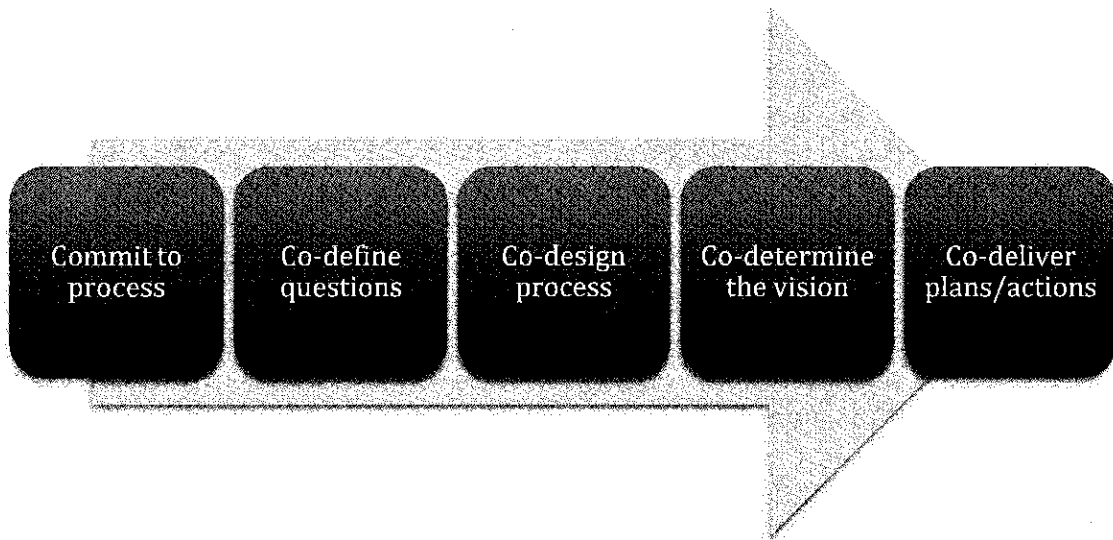 Commit to
process
Co-define
questions
Co-design
process
Co-determine
the vision
Co-deliver
plans/actions